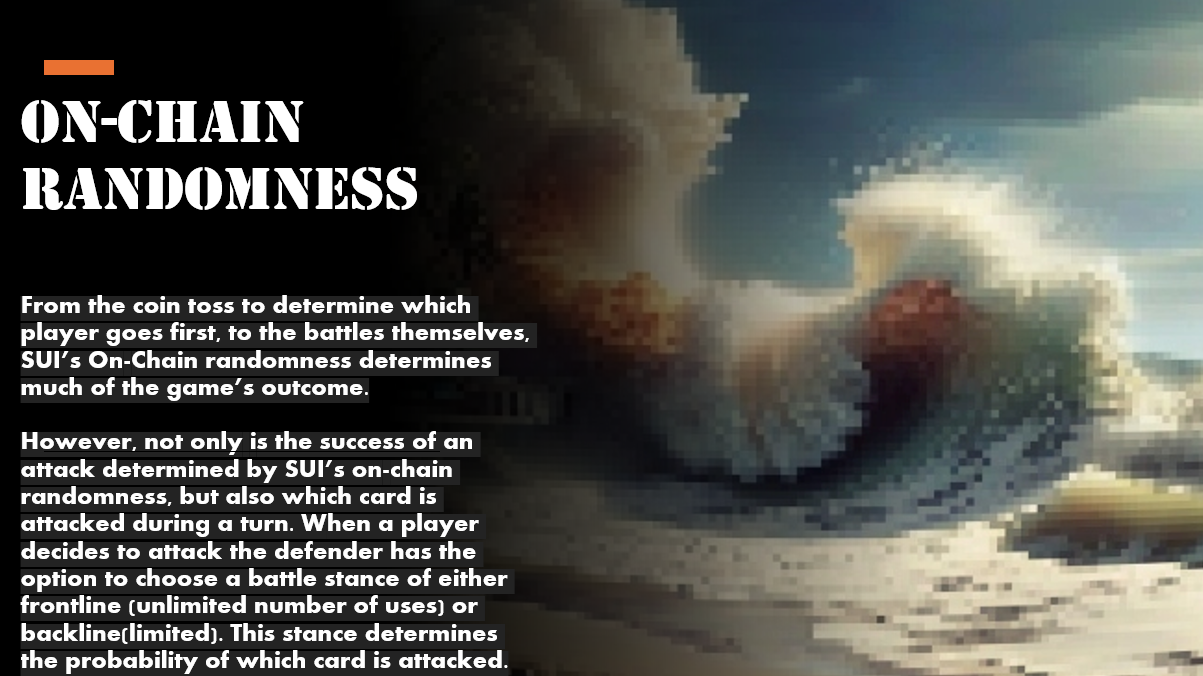 ON-CHAIN
RANDOMNESS
From the coin toss to determine which
player goes first, to the battles themselves,
SUI’s On-Chain randomness determines
much of the game’s outcome.
However, not only is the success of an
attack determined by SUI’s on-chain
randomness, but also which card is
attacked during a turn. When a player
decides to attack the defender has the
option to choose a battle stance of either
frontline (unlimited number of uses) or
backline(limited). This stance determines
the probability of which card is attacked.